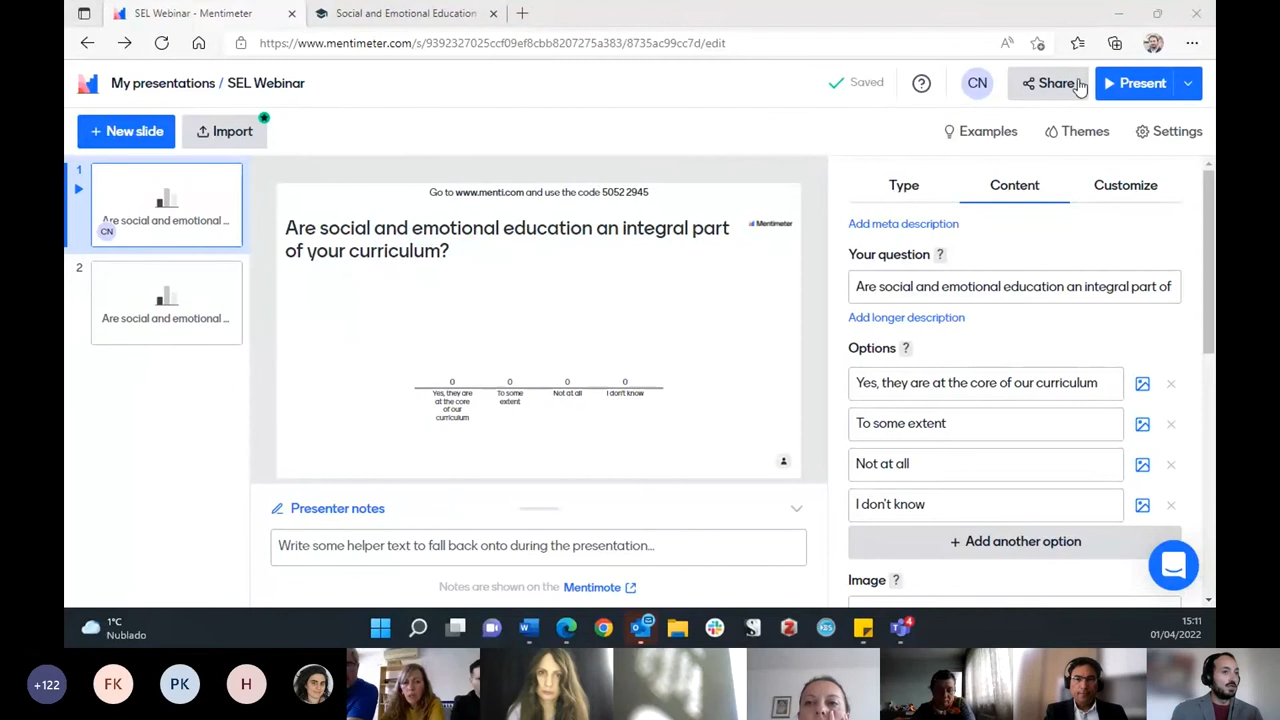 SEL Webinar - Mentimeter
Social and Emotional Education
https://www.mentimeter.com/s/9392327025ccf09ef8cbb8207275a383/8735ac99cc7d/edit
My presentations / SEL Webinar
Saved
CN
Share
Present
+ New slide
Import
Examples
Themes
Settings
1
Are social and emotional ...
CN
2
Are social and emotional ...
Go to www.menti.com and use the code 5052 2945
Are social and emotional education an integral part
of your curriculum?
Mentimeter
0 0 0 0
Yes, they are
at the core
of our
curriculum
To some
extent
Not at all
I don't know
Presenter notes
Write some helper text to fall back onto during the presentation...
Notes are shown on the Mentimote
Type Content Customize
Add meta description
Your question ?
Are social and emotional education an integral part of
Add longer description
Options ?
Yes, they are at the core of our curriculum
To some extent
Not at all
I don't know
+ Add another option
Image ?
1°C
Nublado
4
15:11
01/04/2022
+122
FK
PK
H